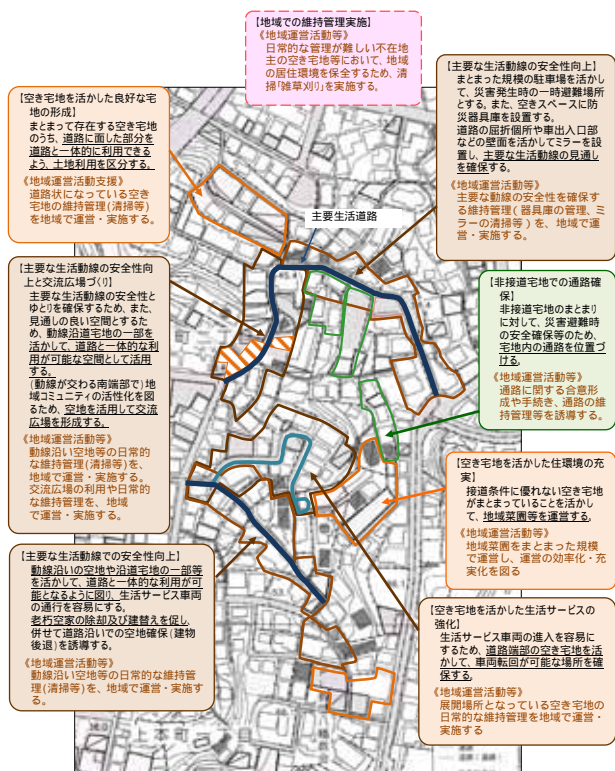 【地域での維持管理実施】
《地域運営活動等》
日常的な管理が難しい不在地
主の空き宅地等において、地域
の居住環境を保全するため、清
掃「雑草刈り」を実施する。
【主要な生活動線の安全性向上】
まとまった規模の駐車場を活かし
て、災害発生時の一時避難場所
とする。また、空きスペースに防
災器具庫を設置する。
道路の屈折個所や車出入口部
などの壁面を活かしてミラーを設
置し、主要な生活動線の見通し
を確保する。
《地域運営活動等》
主要な動線の安全性を確保す
る維持管理(器具庫の管理、ミ
ラーの清掃等)を、地域で運
営・実施する。
【空き宅地を活かした良好な宅
地の形成】
まとまって存在する空き宅地
のうち、道路に面した部分を
道路と一体的に利用できる
よう、土地利用を区分する。
《地域運営活動支援》
道路状になっている空き
宅地の維持管理(清掃等)
を地域で運営・実施する。
主要生活道路
【主要な生活動線の安全性向
上と交流広場づくり】
主要な生活動線の安全性と
ゆとりを確保するため、また、
見通しの良い空間とするた
め、動線沿道宅地の一部を
活かして、道路と一体的な利
用が可能な空間として活用す
る。
(動線が交わる南端部で)地
域コミュニティの活性化を図
るため、空地を活用して交流
広場を形成する。
《地域運営活動等》
動線沿い空地等の日常的
な維持管理(清掃等)を、
地域で運営・実施する。
交流広場の利用や日常的
な維持管理を、地域
で運営・実施する。
【非接道宅地での通路確
保】
非接道宅地のまとまり
に対して、災害避難時
の安全確保等のため、
宅地内の通路を位置づ
ける。
《地域運営活動等》
通路に関する合意形
成や手続き、通路の維
持管理等を誘導する。
【空き宅地を活かした住環境の充
実】
接道条件に優れない空き宅地
がまとまっていることを活かし
て、地域菜園等を運営する。
《地域運営活動等》
地域菜園をまとまった規模
で運営し、運営の効率化・充
実化を図る
【主要な生活動線での安全性向上】
動線沿いの空地や沿道宅地の一部等
を活かして、道路と一体的な利用が可
能となるように図り、生活サービス車両
の通行を容易にする。
老朽空家の除却及び建替えを促し、
併せて道路沿いでの空地確保(建物
後退)を誘導する。
《地域運営活動等》
動線沿い空地等の日常的な維持管
理(清掃等)を、地域で運営・実施す
る。
【空き宅地を活かした生活サービスの
強化】
生活サービス車両の進入を容易に
するため、道路端部の空き宅地を
活かして、車両転回が可能な場所を確
保する。
《地域運営活動等》
展開場所となっている空き宅地の
日常的な維持管理を地域で運営・
実施する
上本町